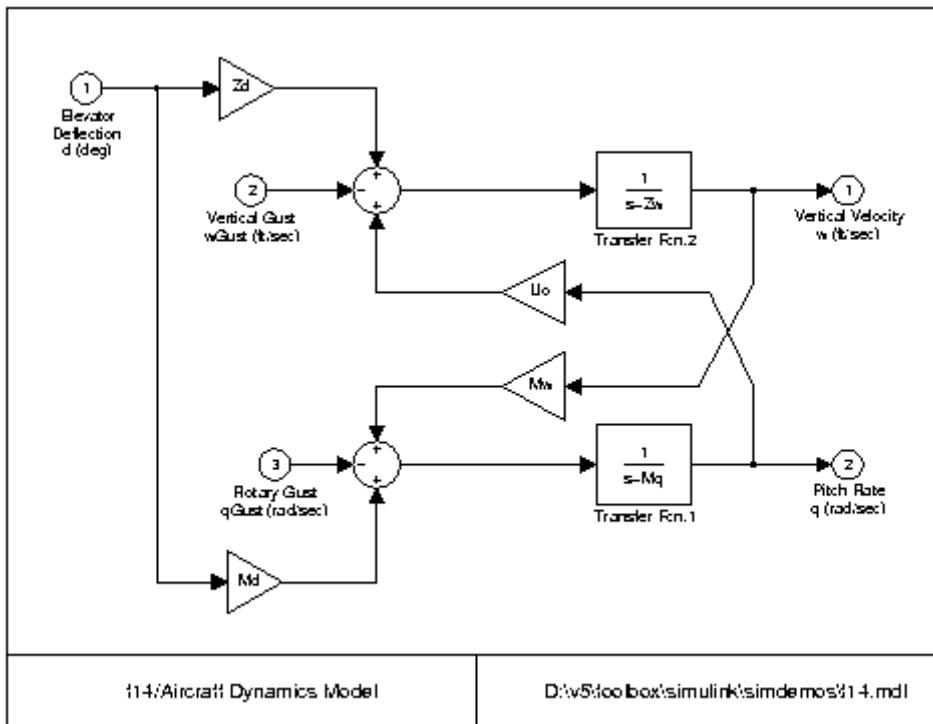 1
Elevator
Deflection
d (deg)
Zd
2
Vertical Gust
wGust (ft/sec)
+
−
+
1
s-Zw
Transfer Fcn.2
1
Vertical Velocity
w (ft/sec)
Uo
Mw
3
Rotary Gust
qGust (rad/sec)
+
−
+
1
s-Mq
Transfer Fcn.1
2
Pitch Rate
q (rad/sec)
Md
f14/Aircraft Dynamics Model
D:\v5\toolbox\simulink\simdemos\f14.mdl